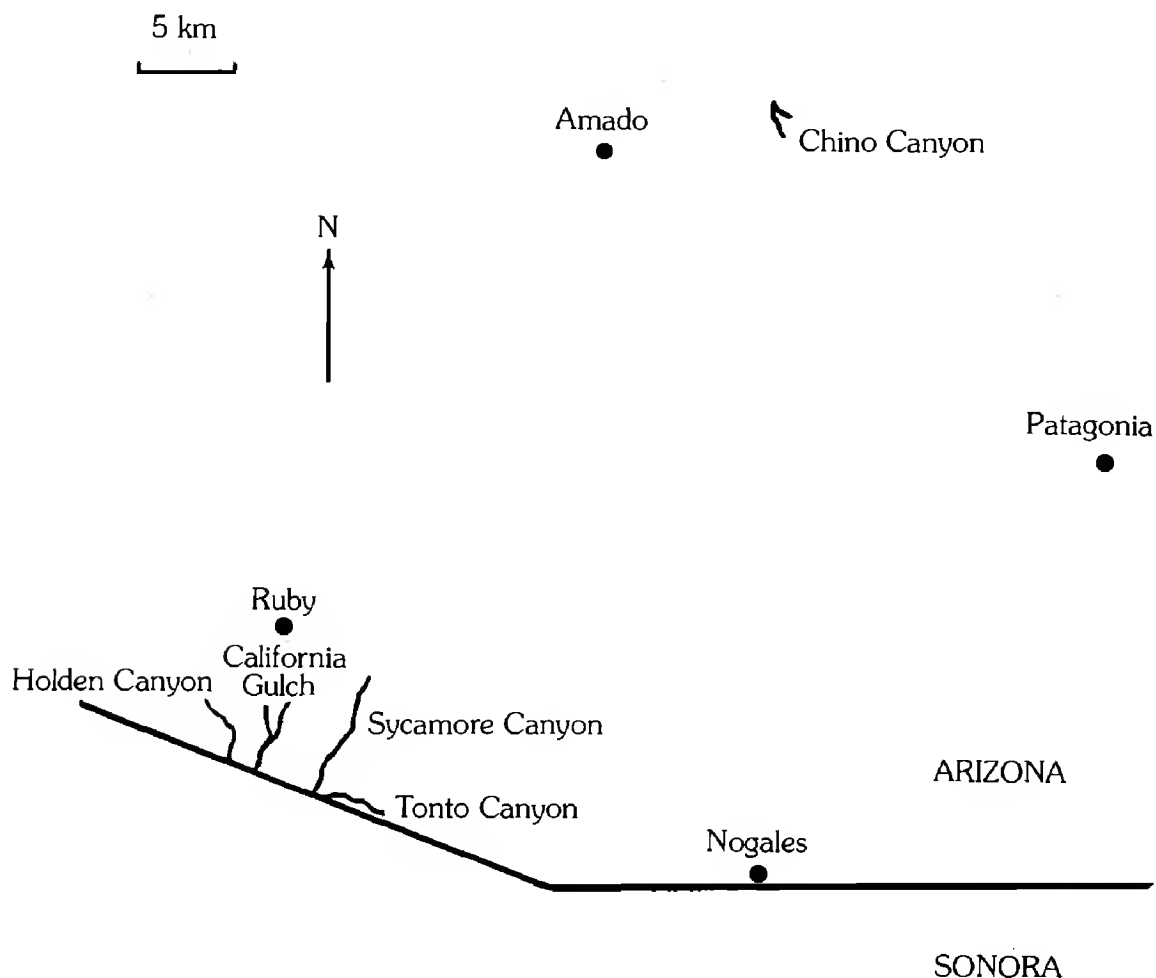 5 km
Amado
Chino Canyon
N
Patagonia
Ruby
California
Gulch
Holden Canyon
Sycamore Canyon
ARIZONA
Tonto Canyon
Nogales
SONORA